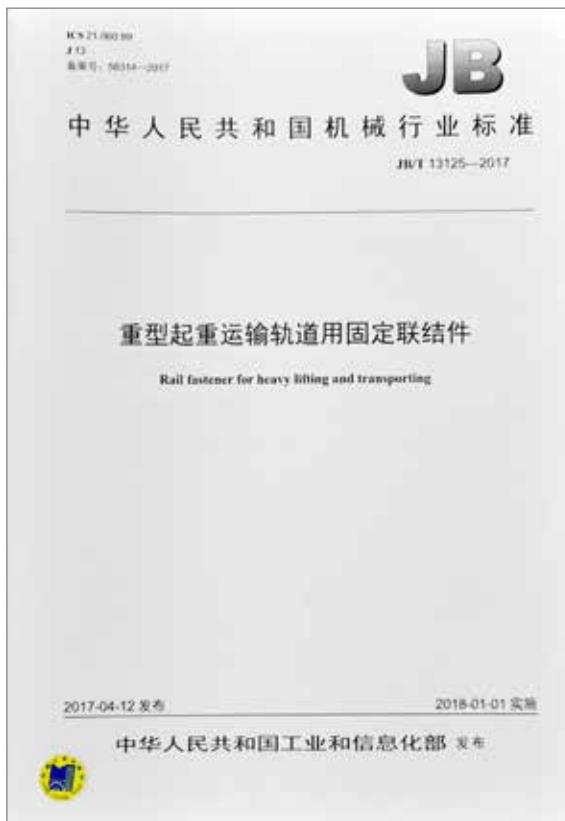 ICS 21.060.99
J 13
备案号：58314—2017
JB
中华人民共和国机械行业标准
JB/T 13125—2017
重型起重运输轨道用固定联结件
Rail fastener for heavy lifting and transporting
2017-04-12 发布
2018-01-01 实施
中华人民共和国工业和信息化部 发布